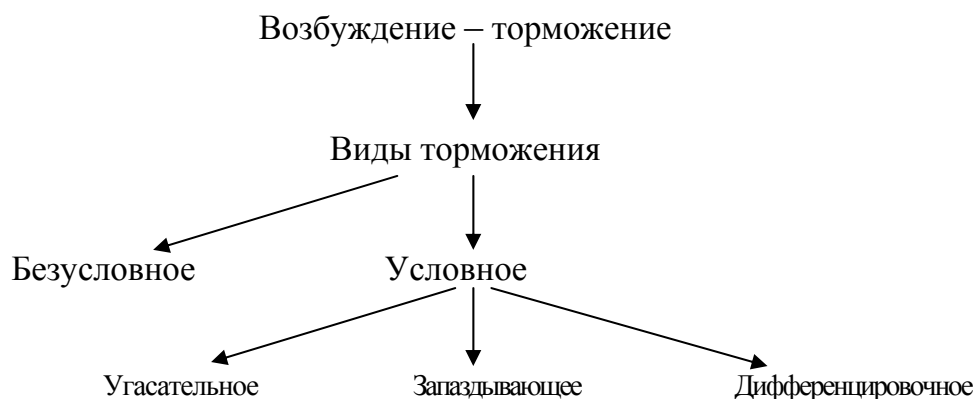 Возбуждение – торможение
Виды торможения
Безусловное Условное
Угасательное Запаздывающее Дифференцировочное